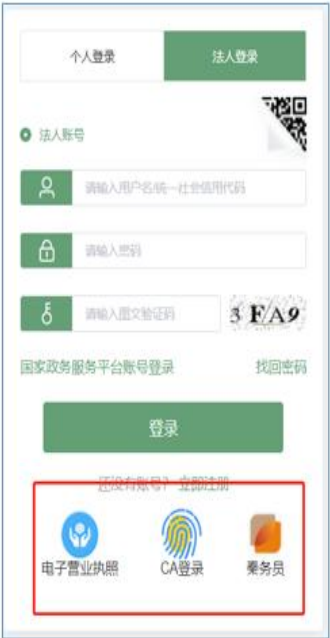 个人登录 法人登录
法人账号
请输入用户名/统一社会信用代码
请输入密码
请输入图文验证码 3FA9
国家政务服务平台账号登录 找回密码
登录
还没有账号？ 立即注册
电子营业执照 CA登录 秦务员